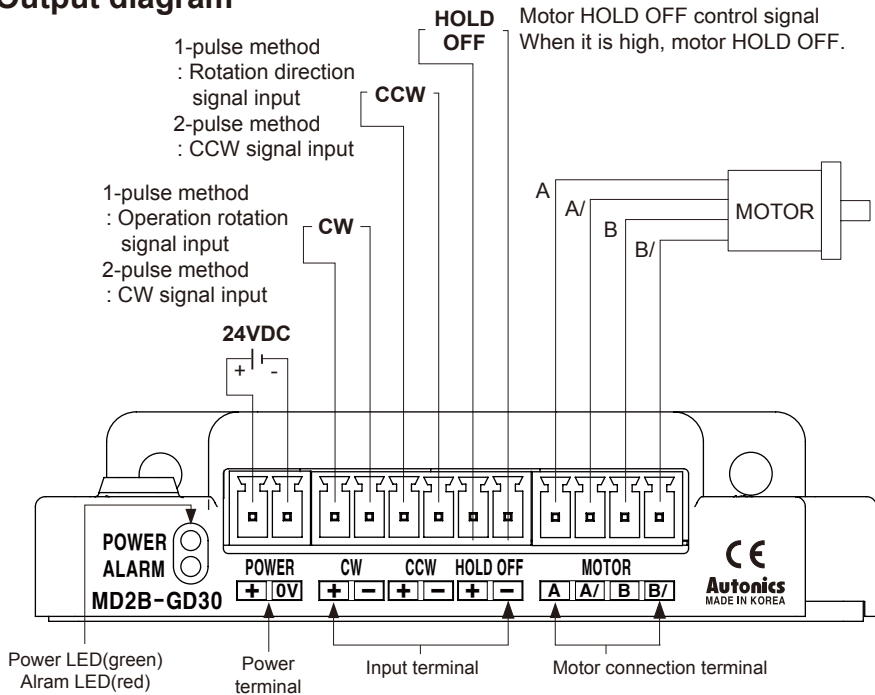 Output diagram
HOLD
OFF
Motor HOLD OFF control signal
When it is high, motor HOLD OFF.
1-pulse method
: Rotation direction
signal input
2-pulse method
: CCW signal input
CCW
1-pulse method
: Operation rotation
signal input
2-pulse method
: CW signal input
CW
24VDC
+ -
A
A/
B
B/
MOTOR
POWER
ALARM
MD2B-GD30
POWER CW CCW HOLD OFF MOTOR
+ 0V + − + − + − A A/ B B/
CE
Autonics
MADE IN KOREA
Power LED(green)
Alram LED(red)
Power
terminal
Input terminal
Motor connection terminal